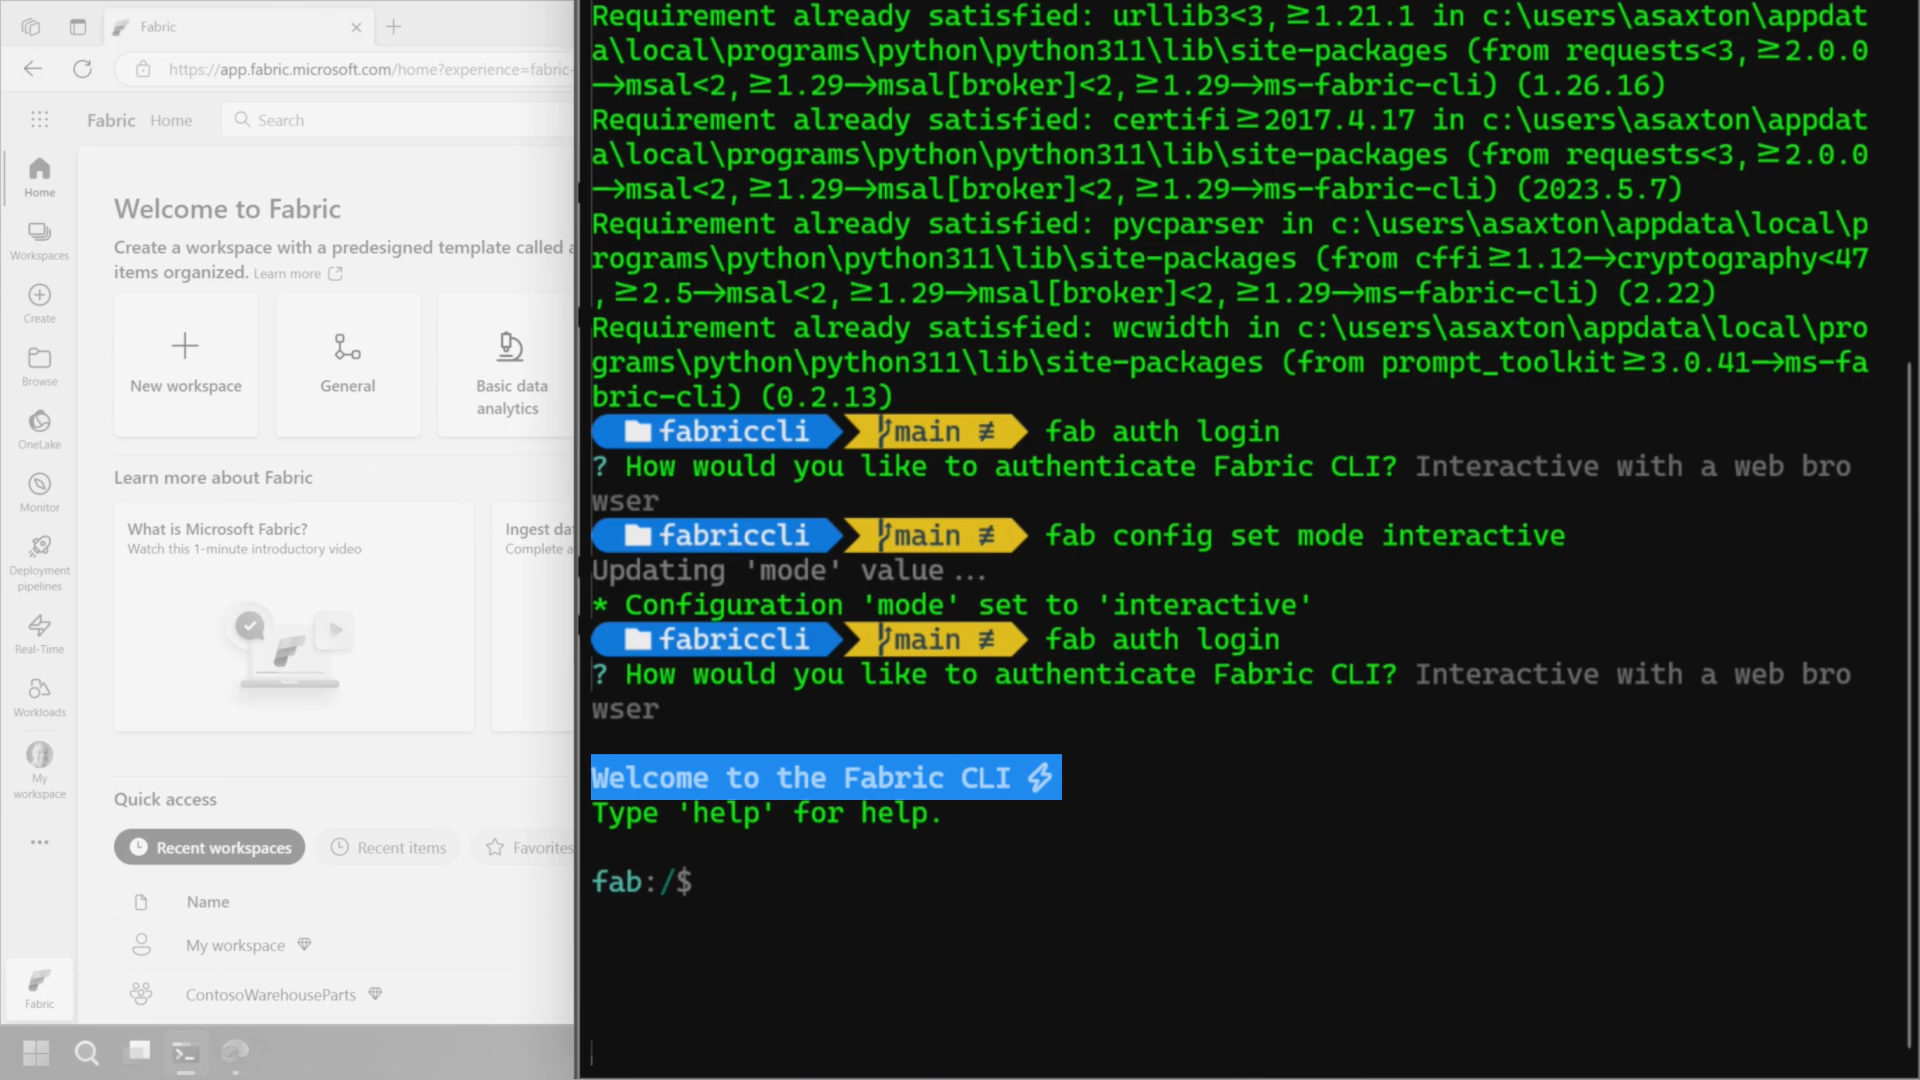 Fabric
https://app.fabric.microsoft.com/home?experience=fabric-
Fabric Home
Search
Home
Workspaces
Create
Browse
OneLake
Monitor
Deployment
pipelines
Real-Time
Workloads
My
workspace
Fabric
Welcome to Fabric
Create a workspace with a predesigned template called a
items organized. Learn more
New workspace
General
Basic data
analytics
Learn more about Fabric
What is Microsoft Fabric?
Watch this 1-minute introductory video
Ingest dat
Complete a
Quick access
Recent workspaces
Recent items
Favorites
Name
My workspace
ContosoWarehouseParts
Requirement already satisfied: urllib3<3,≥1.21.1 in c:\users\asaxton\appdat
a\local\programs\python\python311\lib\site-packages (from requests<3,≥2.0.0
→msal<2,≥1.29→msal[broker]<2,≥1.29→ms-fabric-cli) (1.26.16)
Requirement already satisfied: certifi≥2017.4.17 in c:\users\asaxton\appdat
a\local\programs\python\python311\lib\site-packages (from requests<3,≥2.0.0
→msal<2,≥1.29→msal[broker]<2,≥1.29→ms-fabric-cli) (2023.5.7)
Requirement already satisfied: pycparser in c:\users\asaxton\appdata\local\p
rograms\python\python311\lib\site-packages (from cffi≥1.12→cryptography<47
,≥2.5→msal<2,≥1.29→msal[broker]<2,≥1.29→ms-fabric-cli) (2.22)
Requirement already satisfied: wcwidth in c:\users\asaxton\appdata\local\pro
grams\python\python311\lib\site-packages (from prompt_toolkit≥3.0.41→ms-fa
bric-cli) (0.2.13)
fabriccli main ≢ fab auth login
? How would you like to authenticate Fabric CLI? Interactive with a web bro
wser
fabriccli main ≢ fab config set mode interactive
Updating 'mode' value...
* Configuration 'mode' set to 'interactive'
fabriccli main ≢ fab auth login
? How would you like to authenticate Fabric CLI? Interactive with a web bro
wser
Welcome to the Fabric CLI ⚡
Type 'help' for help.
fab:/$